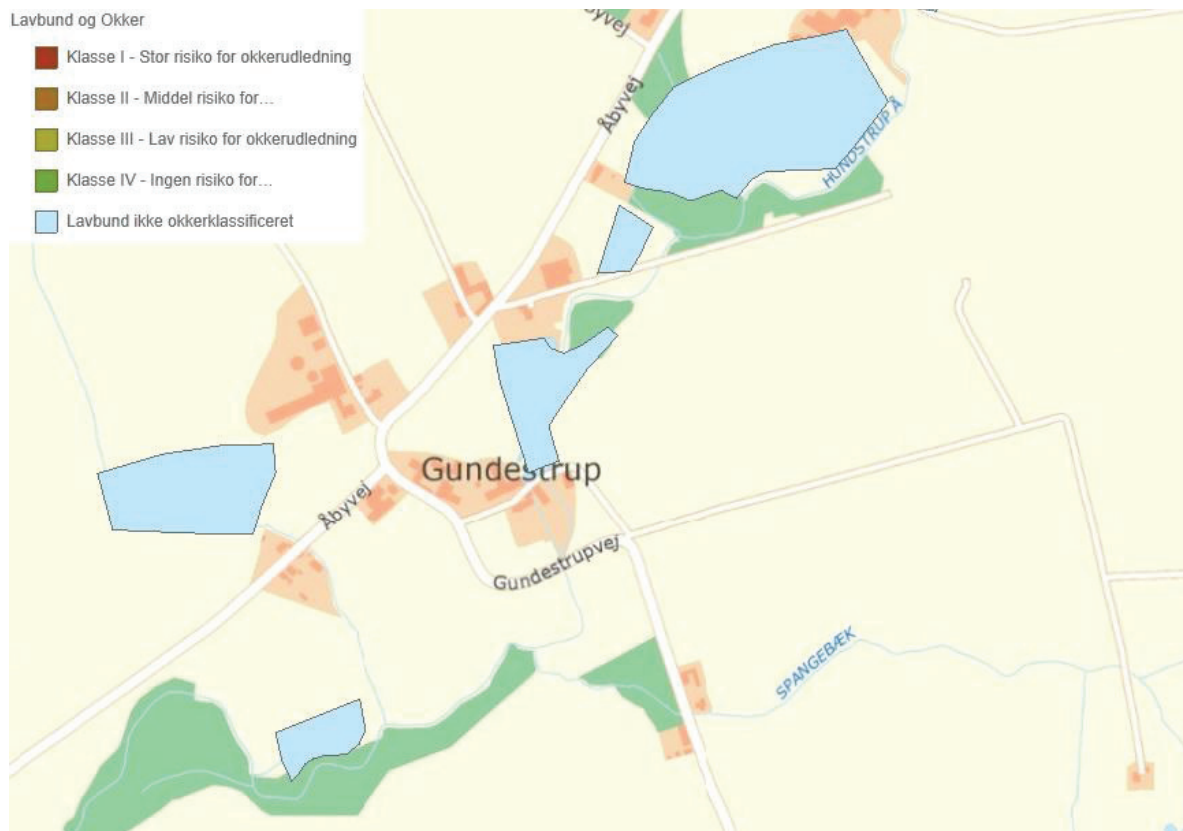 Lavbund og Okker
Klasse I - Stor risiko for okkerudledning
Klasse II - Middel risiko for…
Klasse III - Lav risiko for okkerudledning
Klasse IV - Ingen risiko for…
Lavbund ikke okkerklassificeret
Åbyvej
HUNDSTRUP Å
Gundestrup
Åbyvej
Gundestrupvej
SPANGEBÆK